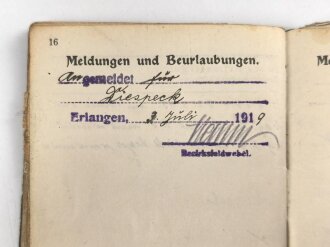 16
Meldungen und Beurlaubungen.
Angemeldet für
Diespeck
Erlangen, 3. Juli 1919
Bezirksfeldwebel.
M